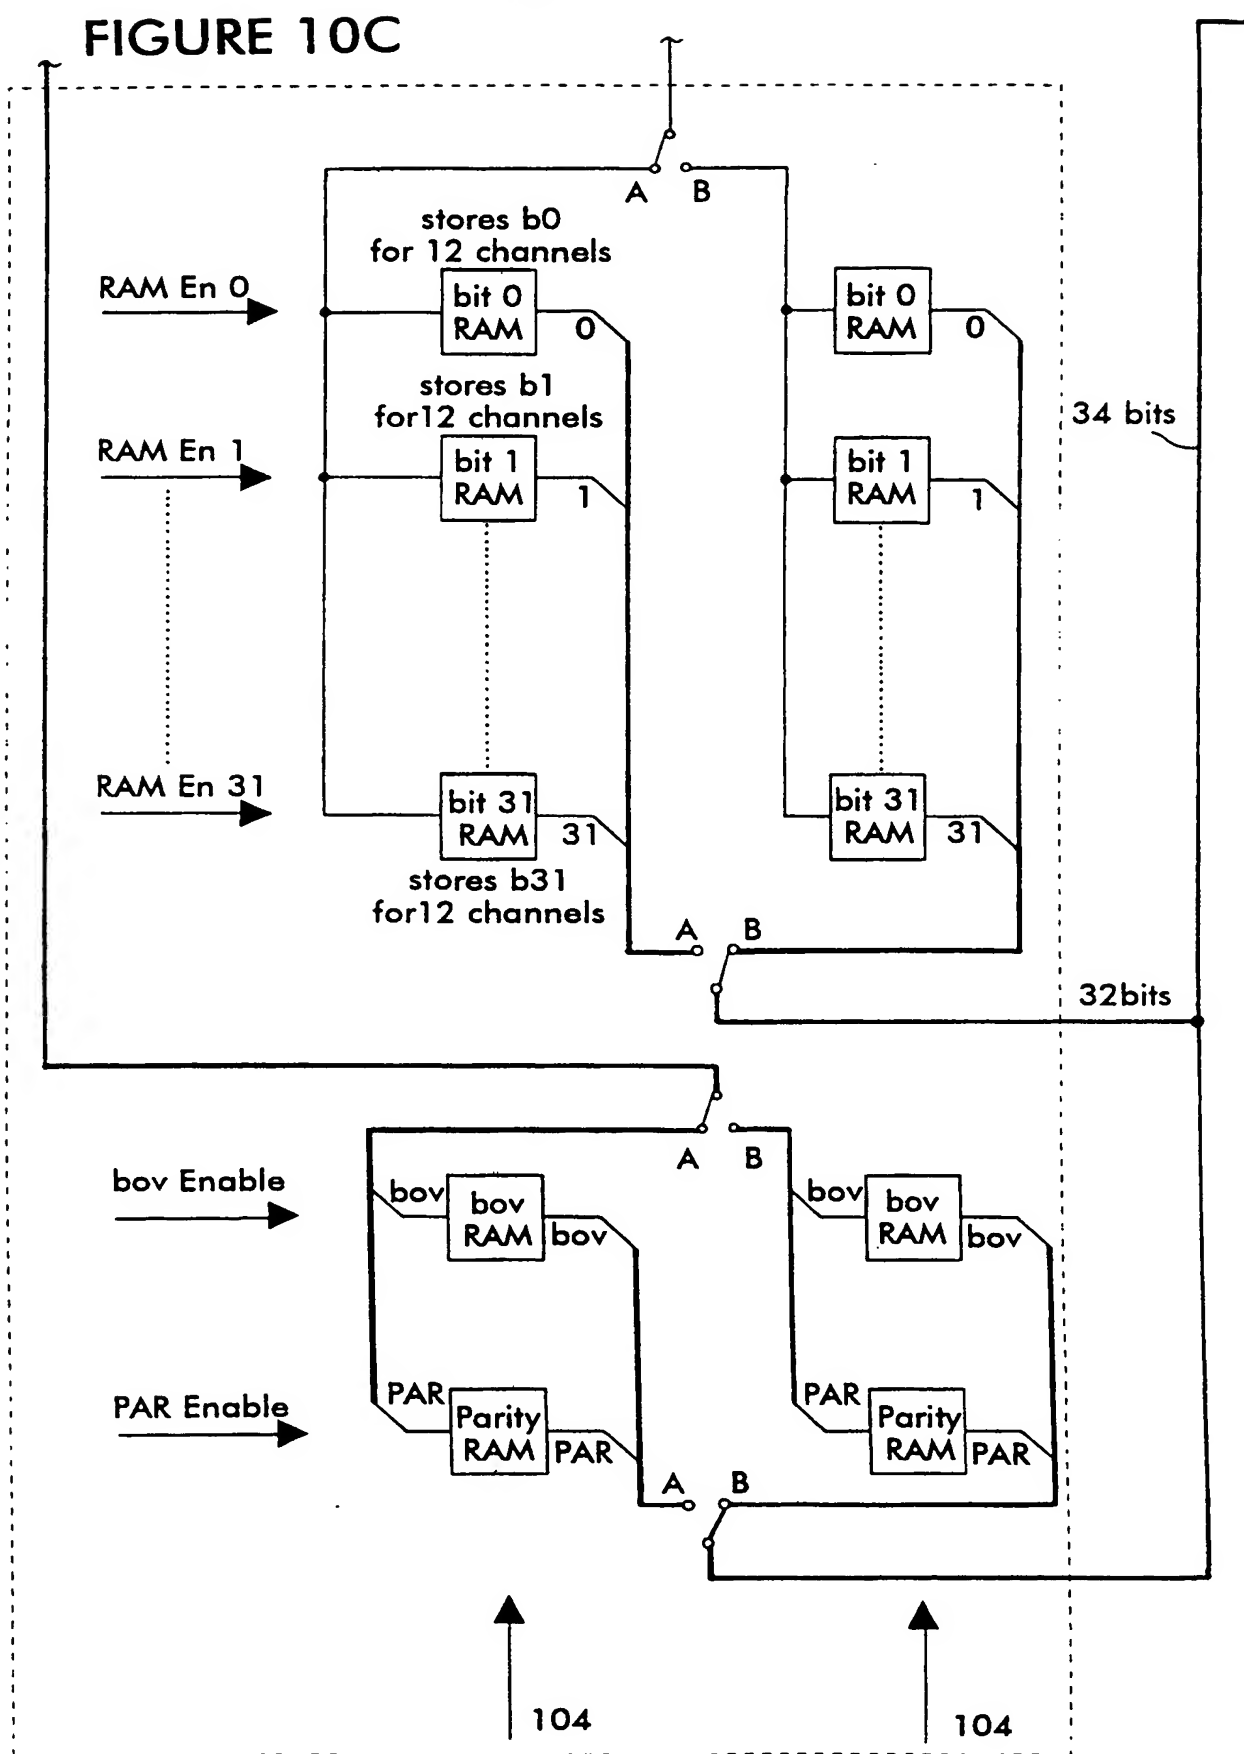 FIGURE 10C
A B
stores b0
for 12 channels
RAM En 0
bit 0
RAM
0
bit 0
RAM
0
stores b1
for12 channels
34 bits
RAM En 1
bit 1
RAM
1
bit 1
RAM
1
RAM En 31
bit 31
RAM
31
bit 31
RAM
31
stores b31
for12 channels
A B
32bits
A B
bov Enable
bov
bov
RAM
bov
bov
bov
RAM
bov
PAR Enable
PAR
Parity
RAM
PAR
PAR
Parity
RAM
PAR
A B
104
104